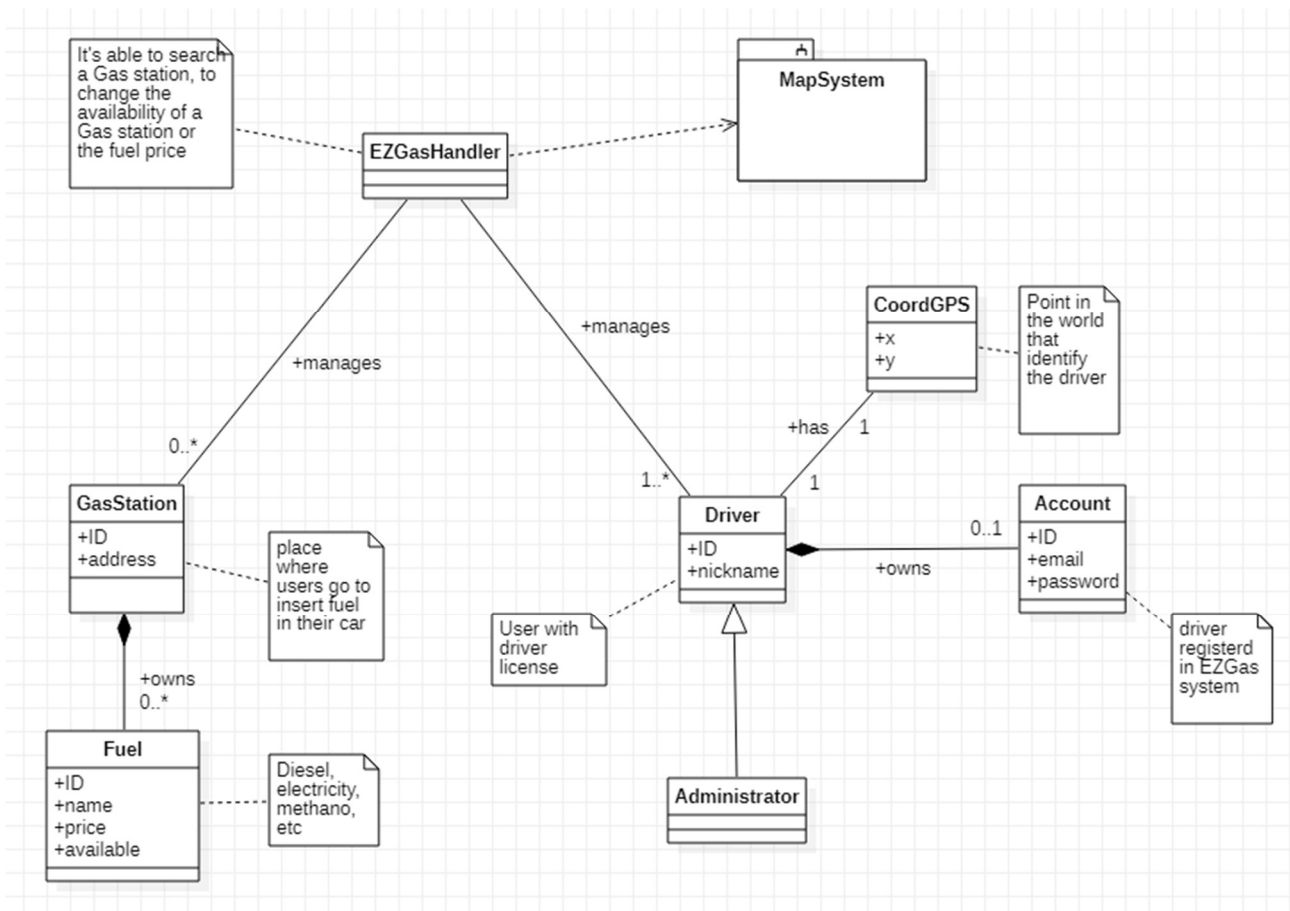 It's able to search
a Gas station, to
change the
availability of a
Gas station or
the fuel price
MapSystem
EZGasHandler
CoordGPS
+x
+y
Point in
the world
that
identify
the driver
+manages
+manages
+has
1
0..*
1..*
1
GasStation
+ID
+address
place
where
users go to
insert fuel
in their car
Driver
+ID
+nickname
0..1
+owns
Account
+ID
+email
+password
User with
driver
license
driver
registerd
in EZGas
system
+owns
0..*
Fuel
+ID
+name
+price
+available
Diesel,
electricity,
methano,
etc
Administrator